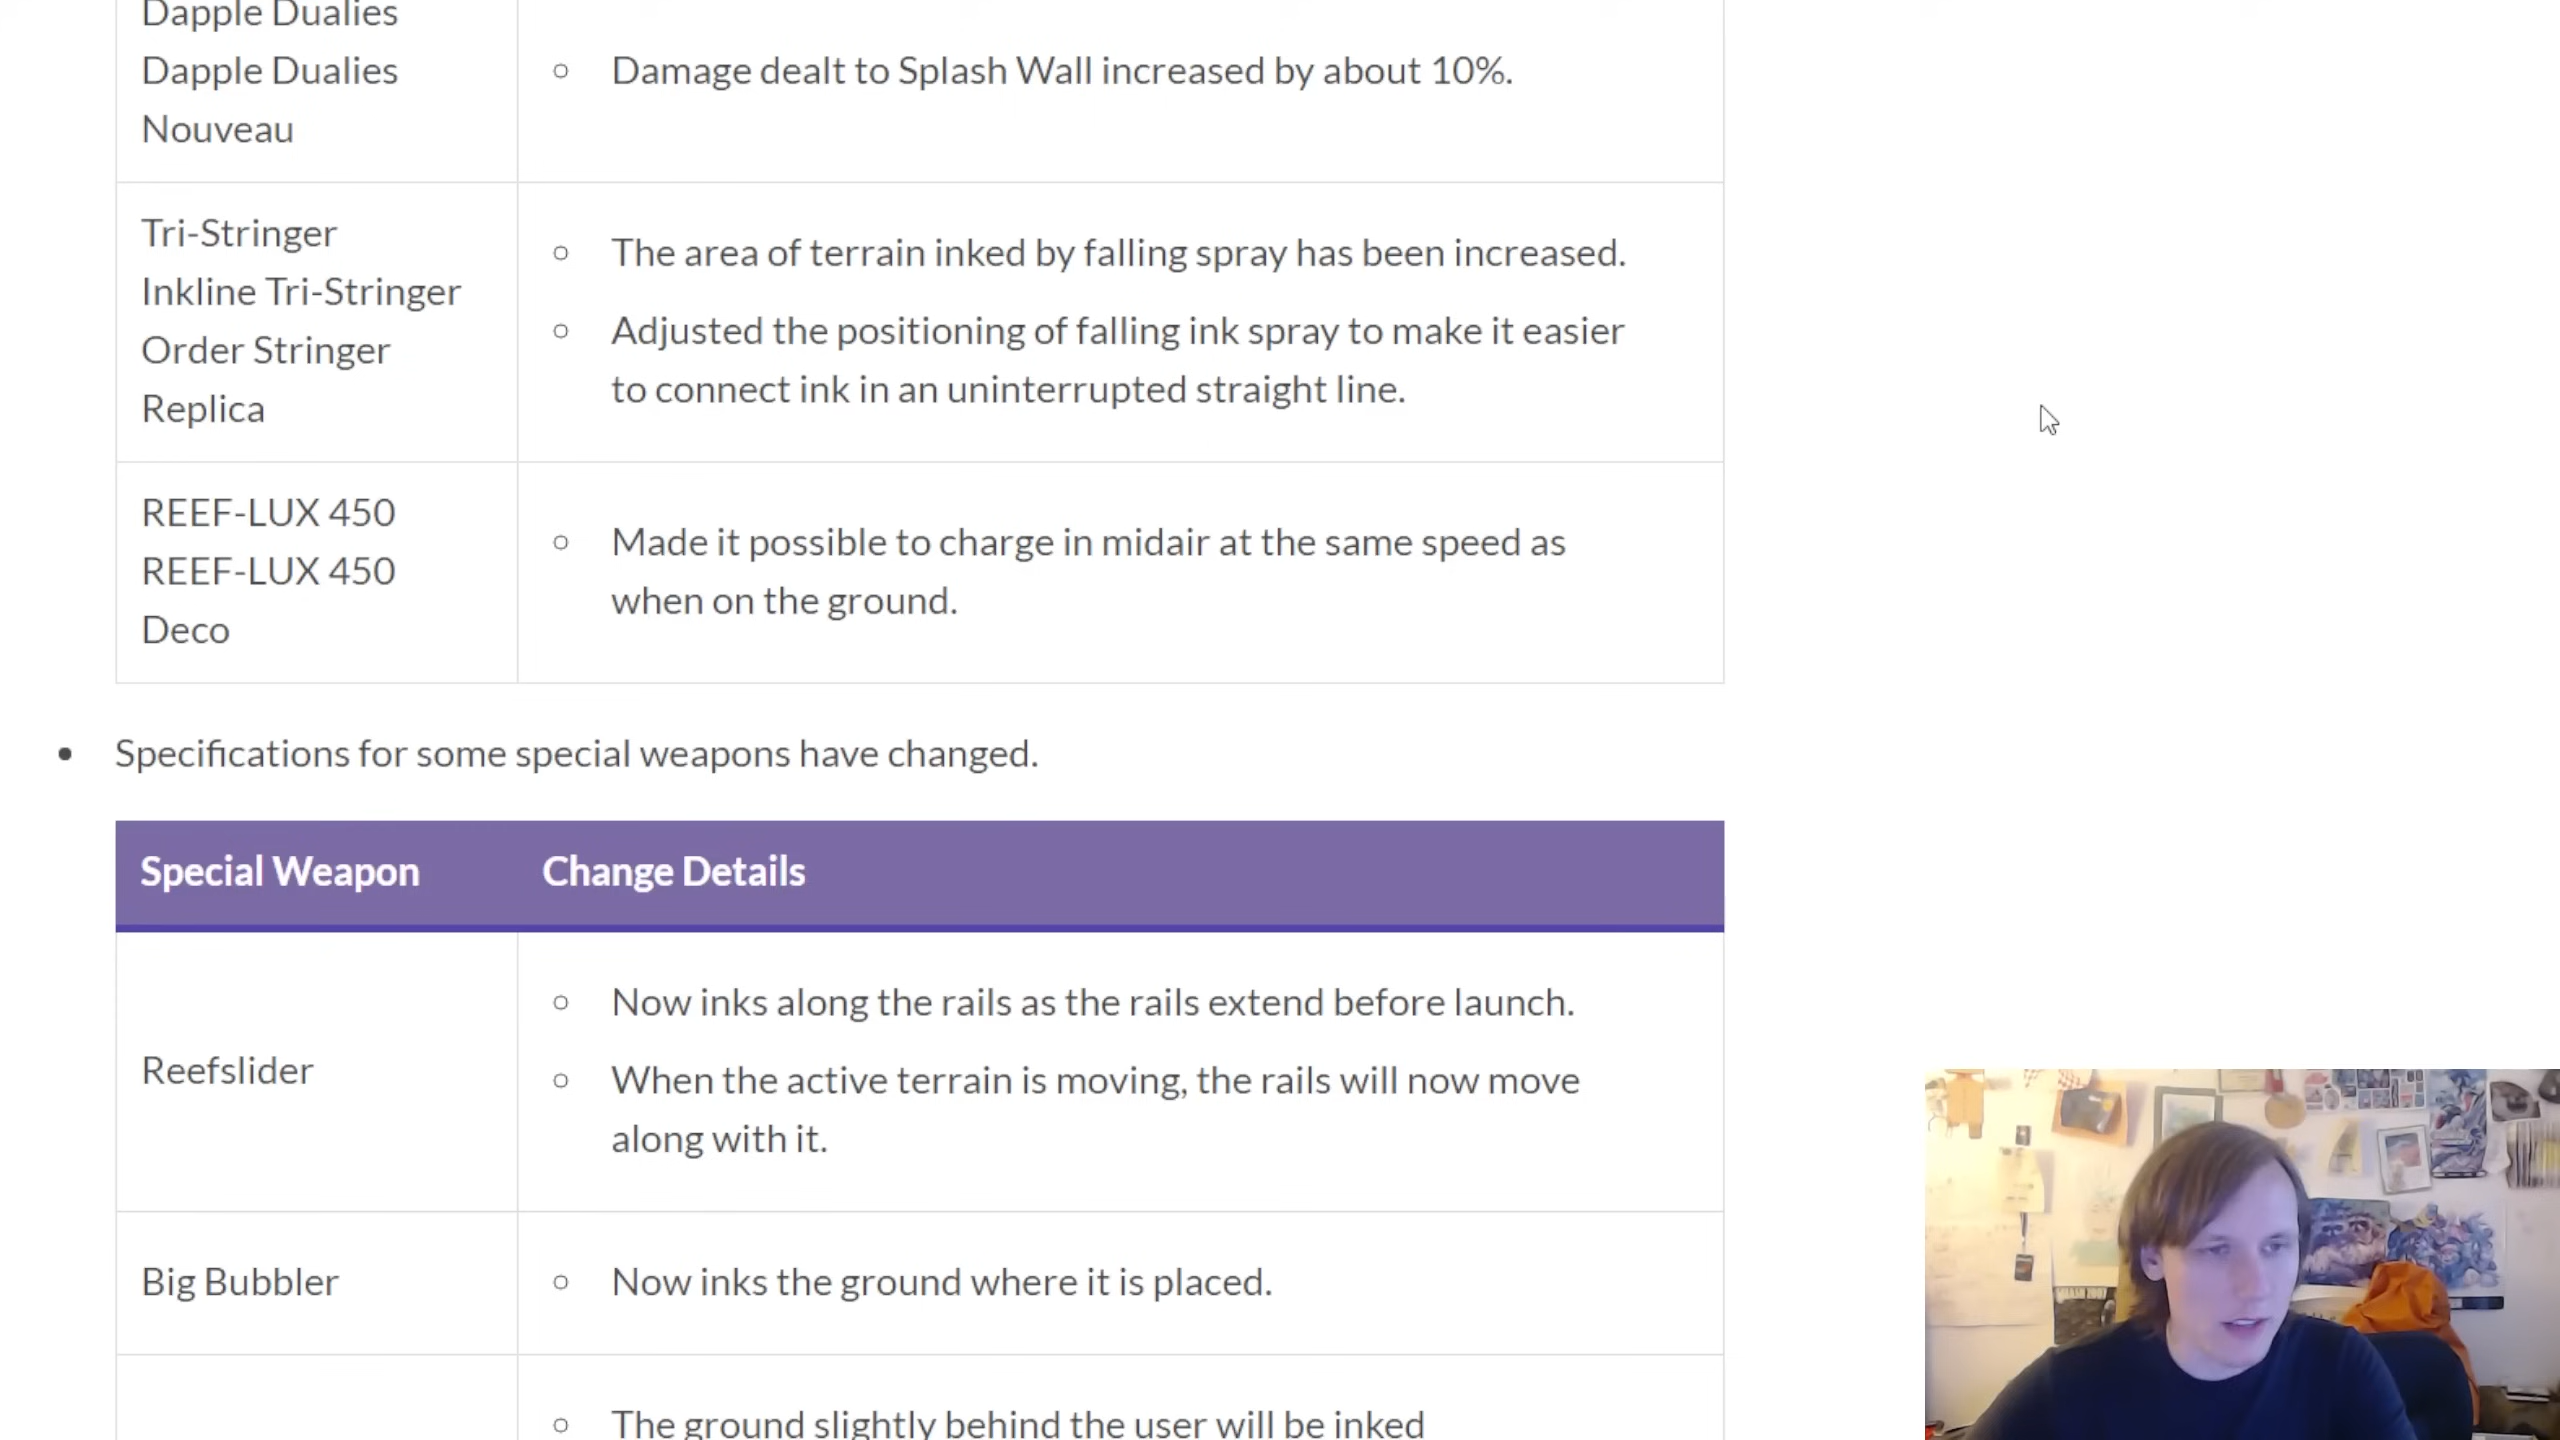 Dapple Dualies
Dapple Dualies
Nouveau
Damage dealt to Splash Wall increased by about 10%.
Tri-Stringer
Inkline Tri-Stringer
Order Stringer
Replica
The area of terrain inked by falling spray has been increased.
Adjusted the positioning of falling ink spray to make it easier
to connect ink in an uninterrupted straight line.
REEF-LUX 450
REEF-LUX 450
Deco
Made it possible to charge in midair at the same speed as
when on the ground.
Specifications for some special weapons have changed.
Special Weapon
Change Details
Reefslider
Now inks along the rails as the rails extend before launch.
When the active terrain is moving, the rails will now move
along with it.
Big Bubbler
Now inks the ground where it is placed.
The ground slightly behind the user will be inked